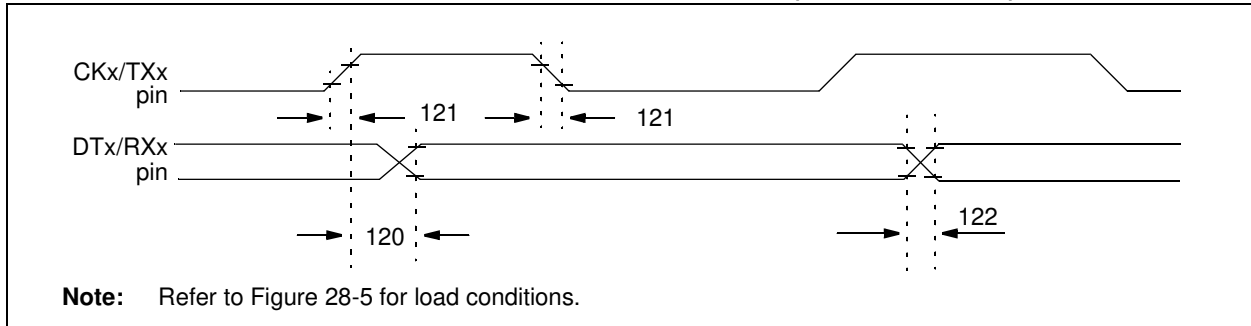 CKx/TXx
pin
121
121
DTx/RXx
pin
120
122
Note: Refer to Figure 28-5 for load conditions.